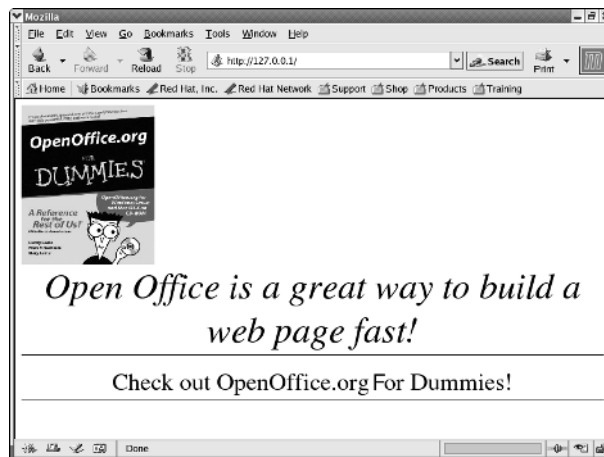 Mozilla
File Edit View Go Bookmarks Tools Window Help
http://127.0.0.1/ Search
Back Forward Reload Stop Print
Home Bookmarks Red Hat, Inc. Red Hat Network Support Shop Products Training
OpenOffice.org
FOR
DUMMIES
A Reference
for the
Rest of Us!
Open Office is a great way to build a
web page fast!
Check out OpenOffice.org For Dummies!
Done